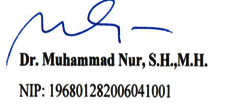 Dr. Muhammad Nur, S.H.,M.H.
NIP: 196801282006041001